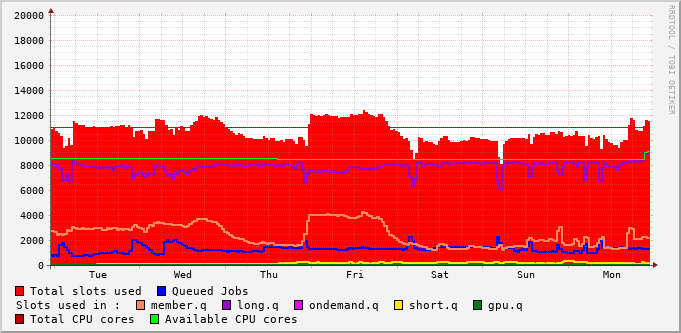 RRDTOOL / TOBI OETIKER
20000
18000
16000
14000
12000
10000
8000
6000
4000
2000
0
Tue Wed Thu Fri Sat Sun Mon
Total slots used Queued Jobs
Slots used in : member.q long.q ondemand.q short.q gpu.q
Total CPU cores Available CPU cores